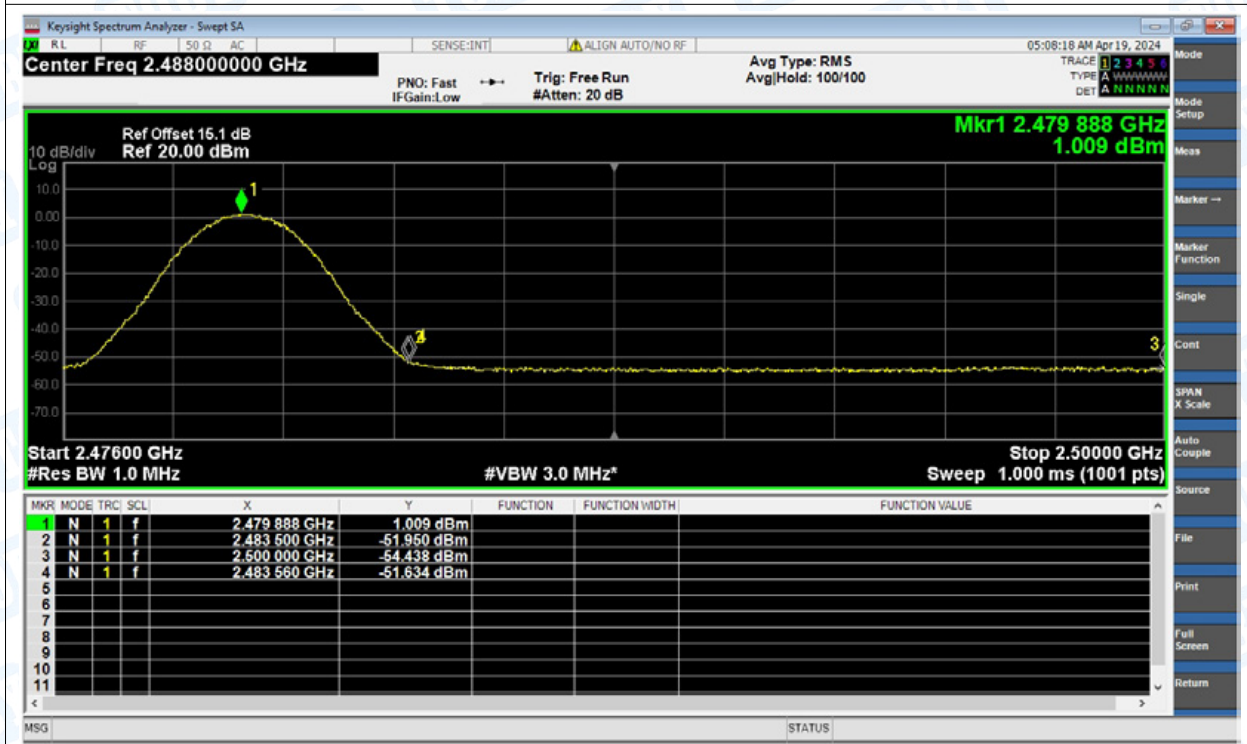 Keysight Spectrum Analyzer - Swept SA
RL RF 50 Ω AC SENSE:INT ALIGN AUTO/NO RF 05:08:18 AM Apr 19, 2024
Center Freq 2.488000000 GHz
PNO: Fast
IFGain:Low
Trig: Free Run
#Atten: 20 dB
Avg Type: RMS
Avg|Hold: 100/100
TRACE 1 2 3 4 5 6
TYPE A WWWWW
DET A N N N N N
Mkr1 2.479 888 GHz
1.009 dBm
Ref Offset 15.1 dB
10 dB/div Ref 20.00 dBm
Log
10.0
0.00
-10.0
-20.0
-30.0
-40.0
-50.0
-60.0
-70.0
1
3
Start 2.47600 GHz Stop 2.50000 GHz
#Res BW 1.0 MHz #VBW 3.0 MHz* Sweep 1.000 ms (1001 pts)
MKR MODE TRC SCL X Y FUNCTION FUNCTION WIDTH FUNCTION VALUE
1 N 1 f 2.479 888 GHz 1.009 dBm
2 N 1 f 2.483 500 GHz -51.950 dBm
3 N 1 f 2.500 000 GHz -54.438 dBm
4 N 1 f 2.483 560 GHz -51.634 dBm
5
6
7
8
9
10
11
MSG STATUS
Mode
Mode Setup
Meas
Marker →
Marker Function
Single
Cont
SPAN X Scale
Auto Couple
Source
File
Print
Full Screen
Return